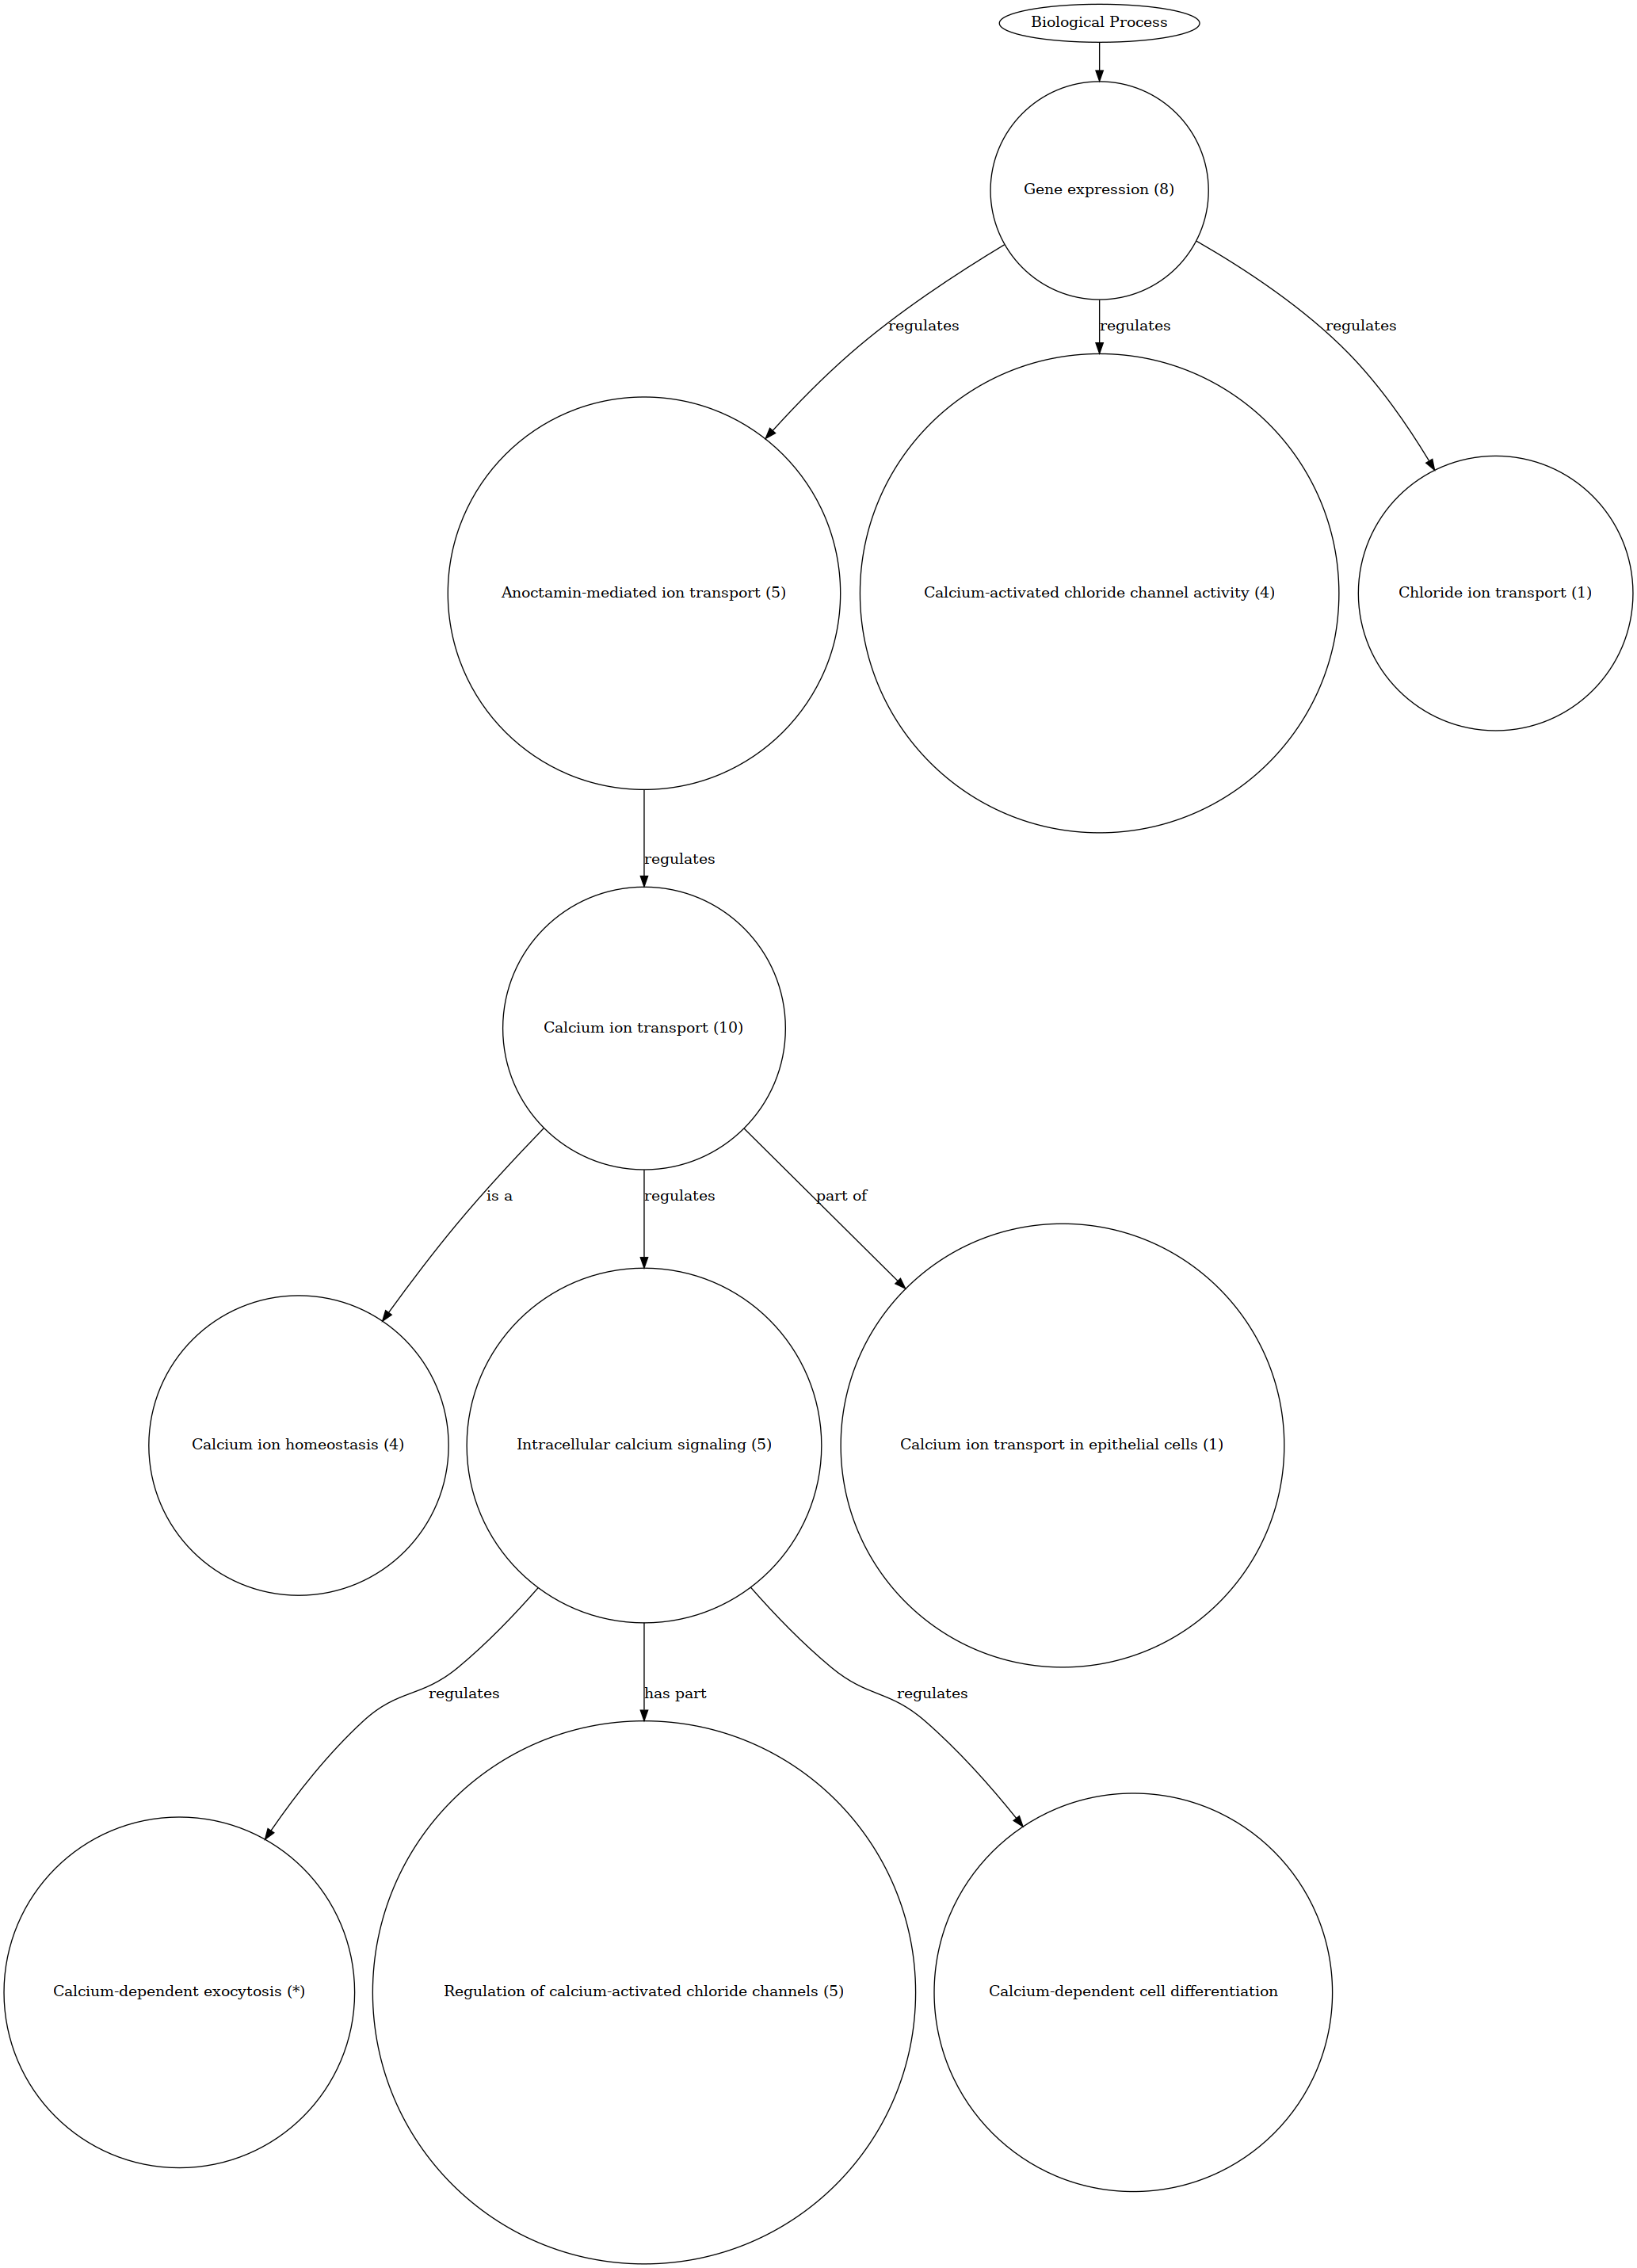 Biological Process
Gene expression (8)
regulates
regulates
regulates
Anoctamin-mediated ion transport (5)
Calcium-activated chloride channel activity (4)
Chloride ion transport (1)
regulates
Calcium ion transport (10)
is a
regulates
part of
Calcium ion homeostasis (4)
Intracellular calcium signaling (5)
Calcium ion transport in epithelial cells (1)
regulates
has part
regulates
Calcium-dependent exocytosis (*)
Regulation of calcium-activated chloride channels (5)
Calcium-dependent cell differentiation